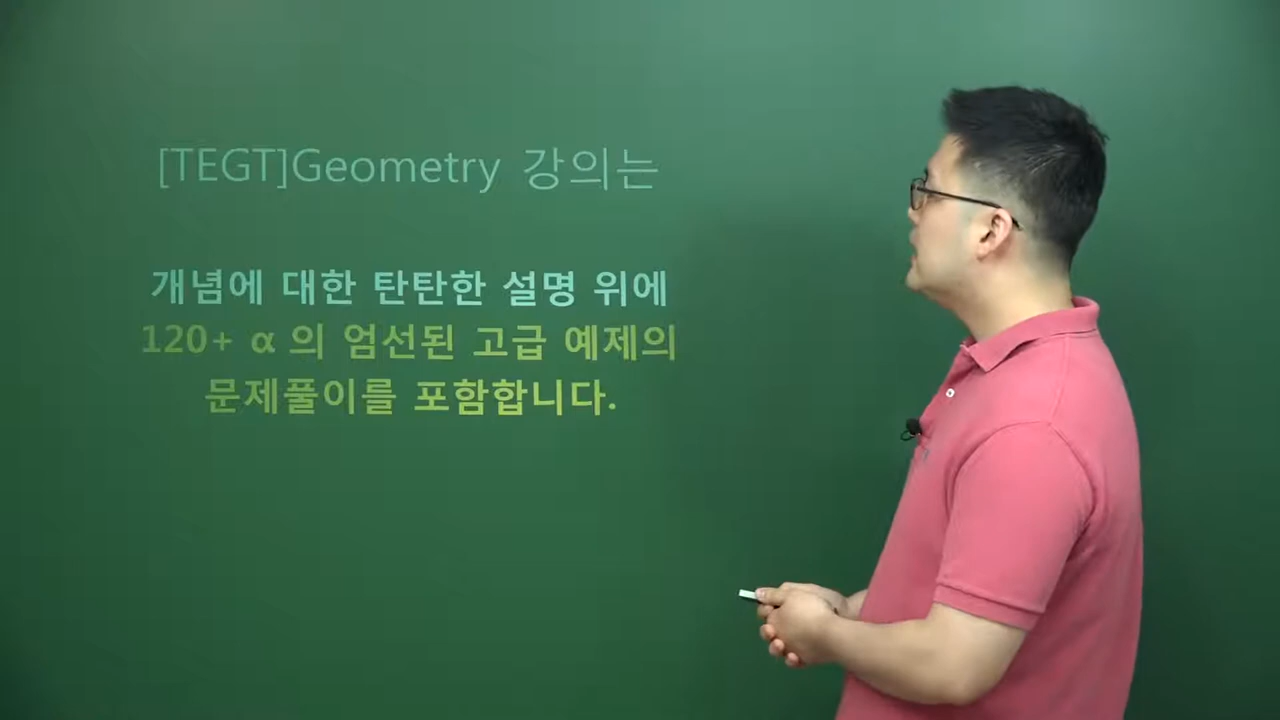 [TEGT]Geometry 강의는
개념에 대한 탄탄한 설명 위에
120+ α 의 엄선된 고급 예제의
문제풀이를 포함합니다.